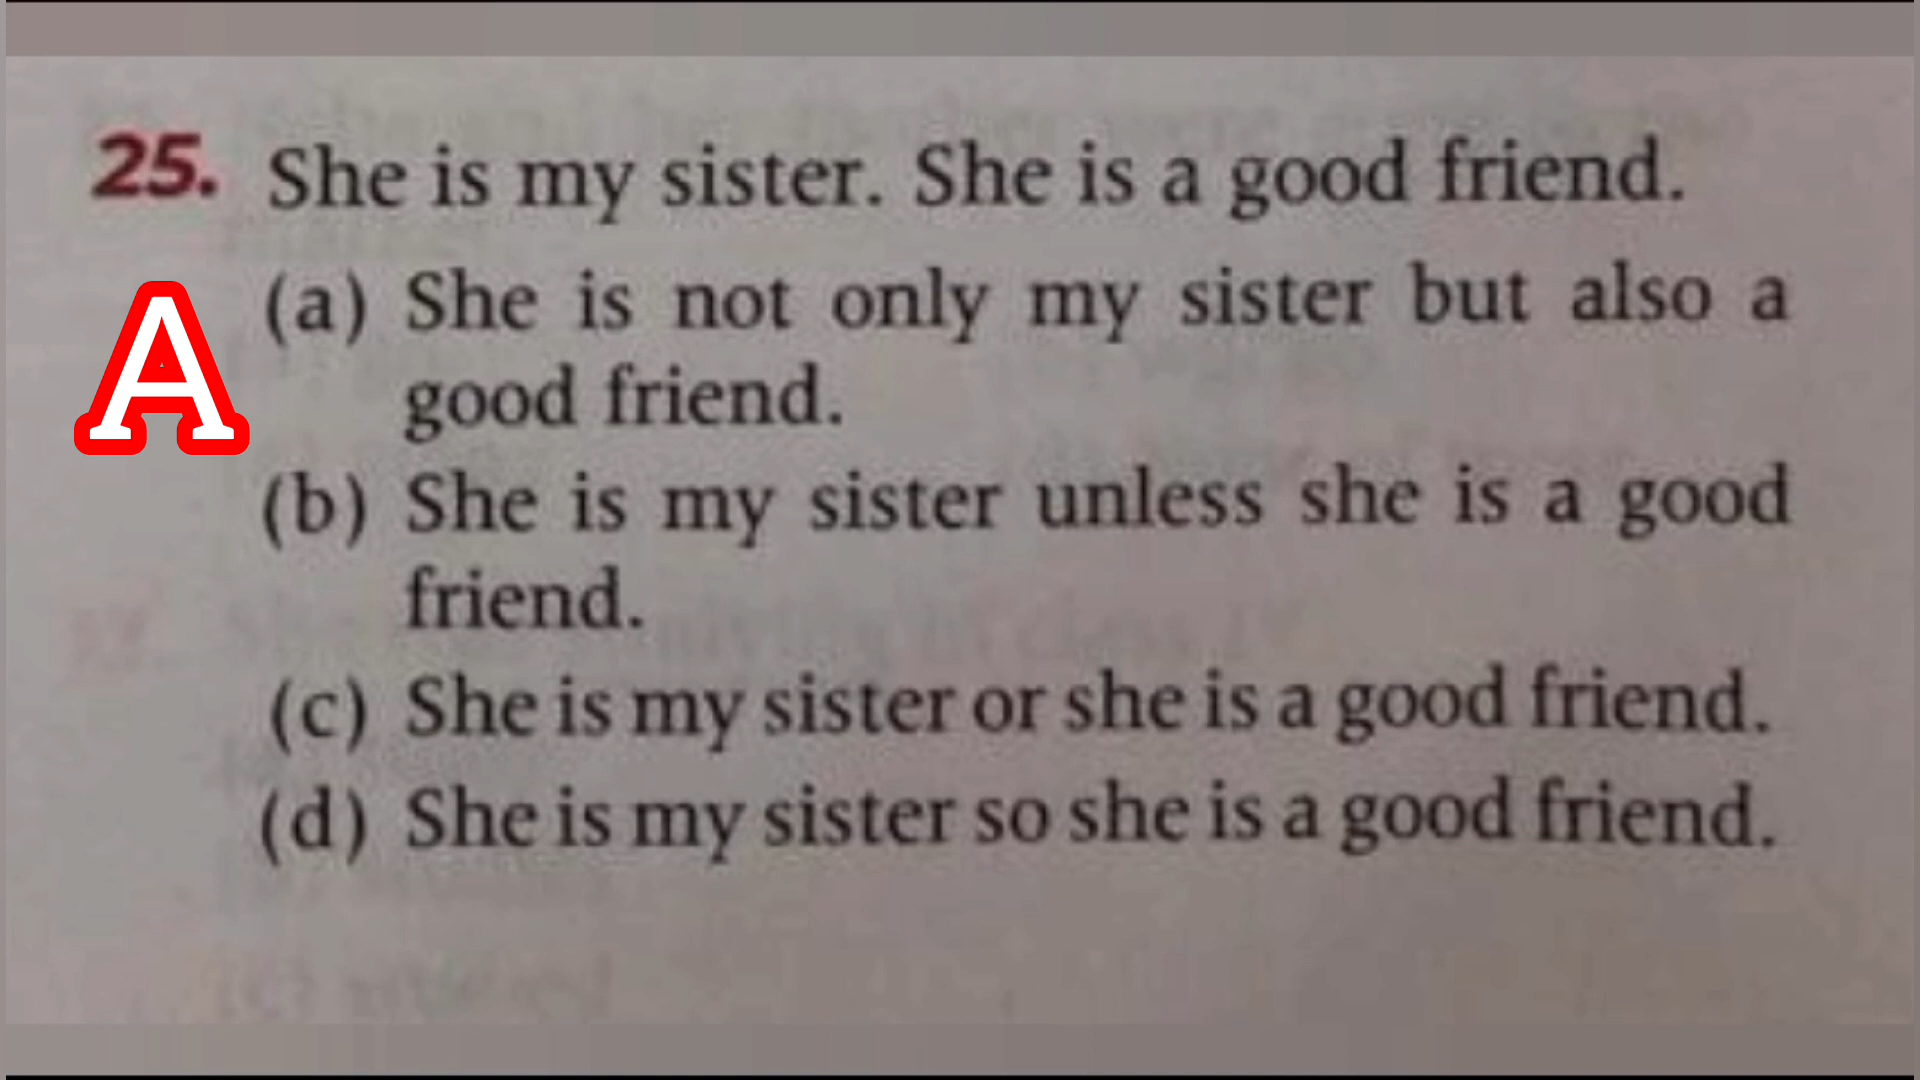 25. She is my sister. She is a good friend.
A
(a) She is not only my sister but also a
good friend.
(b) She is my sister unless she is a good
friend.
(c) She is my sister or she is a good friend.
(d) She is my sister so she is a good friend.